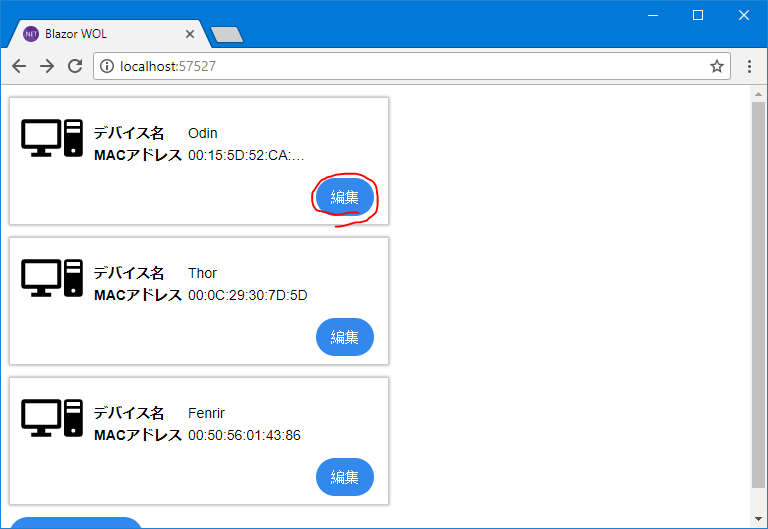 NET Blazor WOL
localhost:57527
デバイス名 Odin
MACアドレス 00:15:5D:52:CA:…
編集
デバイス名 Thor
MACアドレス 00:0C:29:30:7D:5D
編集
デバイス名 Fenrir
MACアドレス 00:50:56:01:43:86
編集